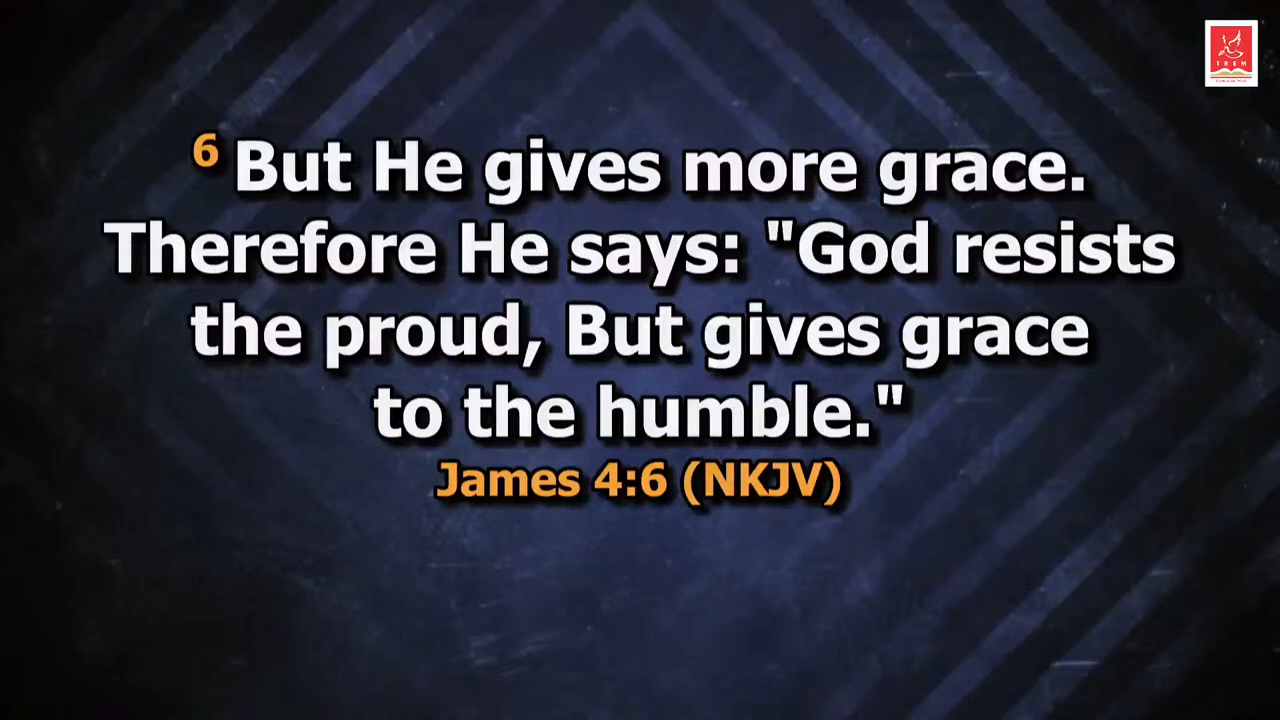 TREM
6 But He gives more grace.
Therefore He says: "God resists
the proud, But gives grace
to the humble."
James 4:6 (NKJV)